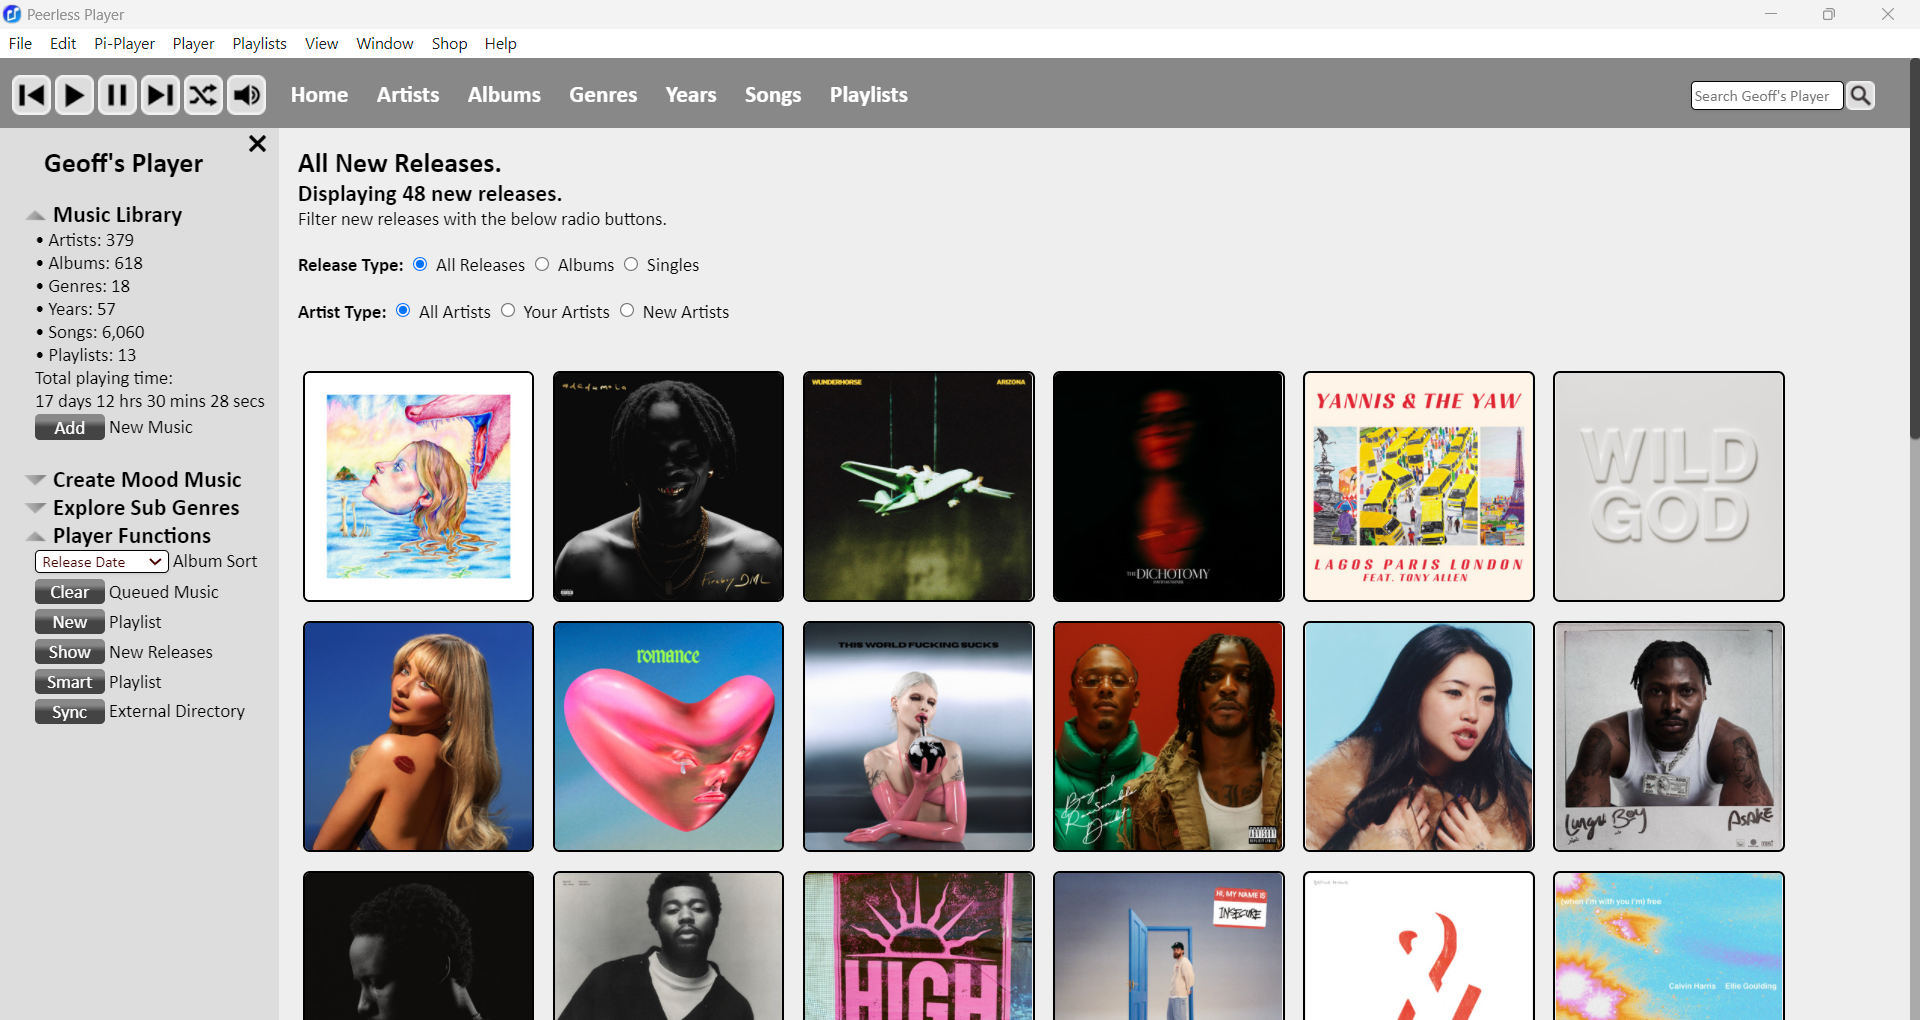 Peerless Player
File Edit Pi-Player Player Playlists View Window Shop Help
Home Artists Albums Genres Years Songs Playlists
Search Geoff's Player
Geoff's Player
Music Library
• Artists: 379
• Albums: 618
• Genres: 18
• Years: 57
• Songs: 6,060
• Playlists: 13
Total playing time:
17 days 12 hrs 30 mins 28 secs
Add New Music
Create Mood Music
Explore Sub Genres
Player Functions
Release Date Album Sort
Clear Queued Music
New Playlist
Show New Releases
Smart Playlist
Sync External Directory
All New Releases.
Displaying 48 new releases.
Filter new releases with the below radio buttons.
Release Type: All Releases Albums Singles
Artist Type: All Artists Your Artists New Artists
adedamola
Fireboy DML
WUNDERHORSE ARIZONA
THE DICHOTOMY
YANNIS & THE YAW
LAGOS PARIS LONDON
FEAT. TONY ALLEN
WILD
GOD
romance
THIS WORLD FUCKING SUCKS
Beyond
Reasonable
Doubt
Lungu Boy ASAKE
HIGH
HI, MY NAME IS
INSECURE
(when i'm with you i'm) free
Calvin Harris Ellie Goulding